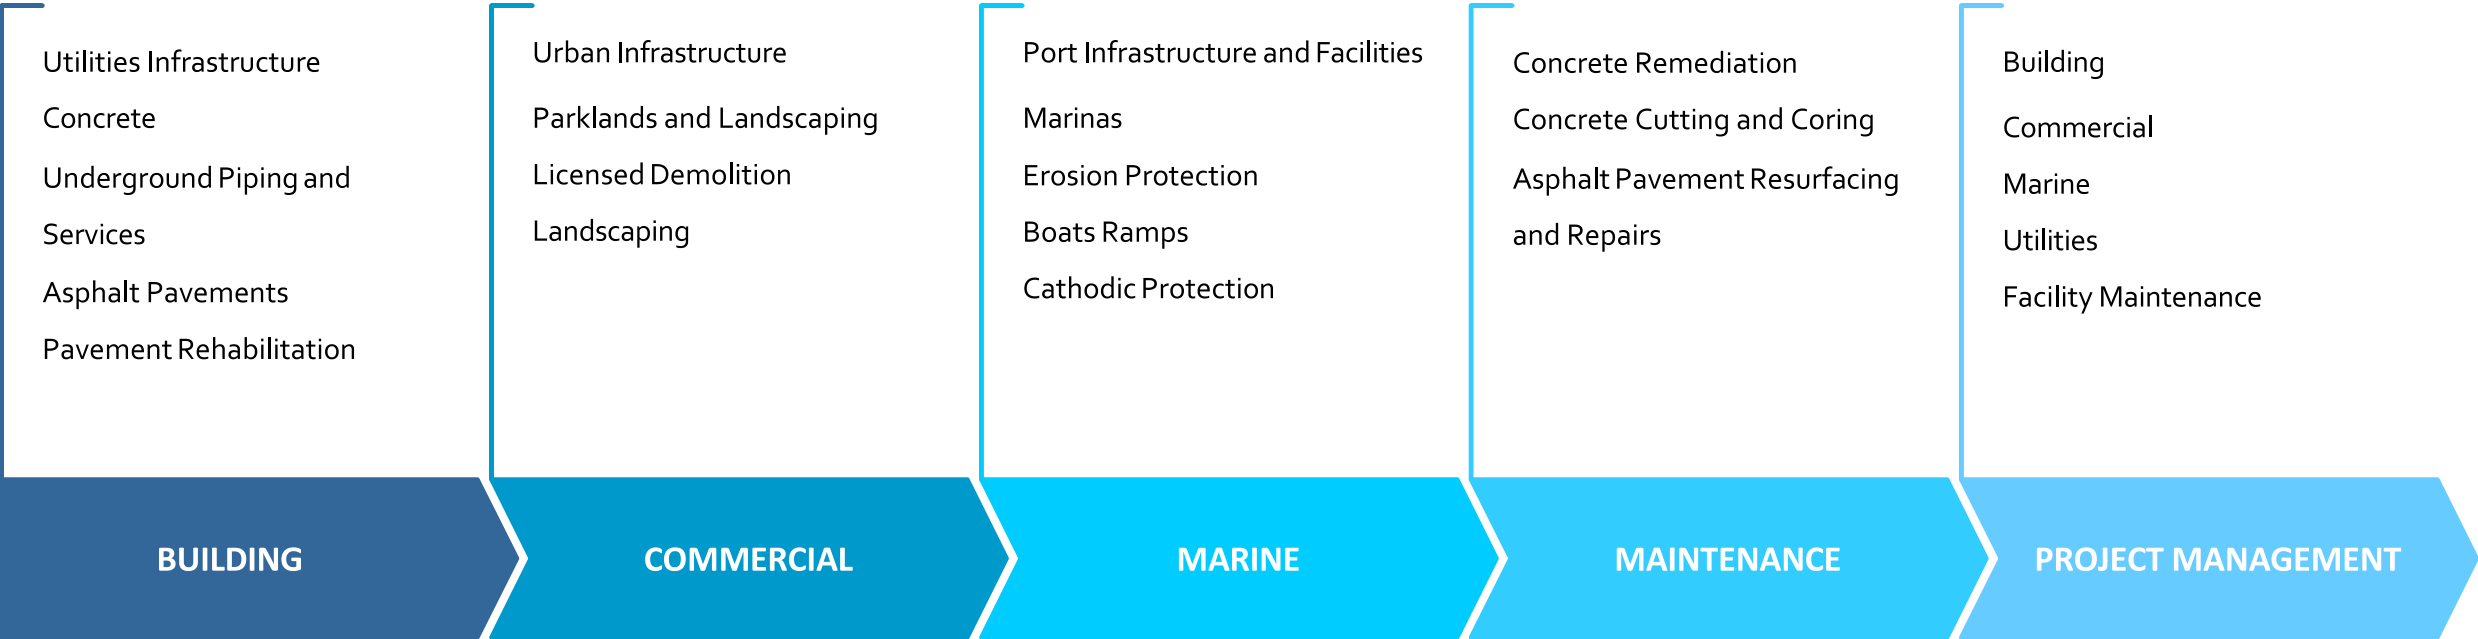 Utilities Infrastructure
Concrete
Underground Piping and
Services
Asphalt Pavements
Pavement Rehabilitation
BUILDING
Urban Infrastructure
Parklands and Landscaping
Licensed Demolition
Landscaping
COMMERCIAL
Port Infrastructure and Facilities
Marinas
Erosion Protection
Boats Ramps
Cathodic Protection
MARINE
Concrete Remediation
Concrete Cutting and Coring
Asphalt Pavement Resurfacing
and Repairs
MAINTENANCE
Building
Commercial
Marine
Utilities
Facility Maintenance
PROJECT MANAGEMENT